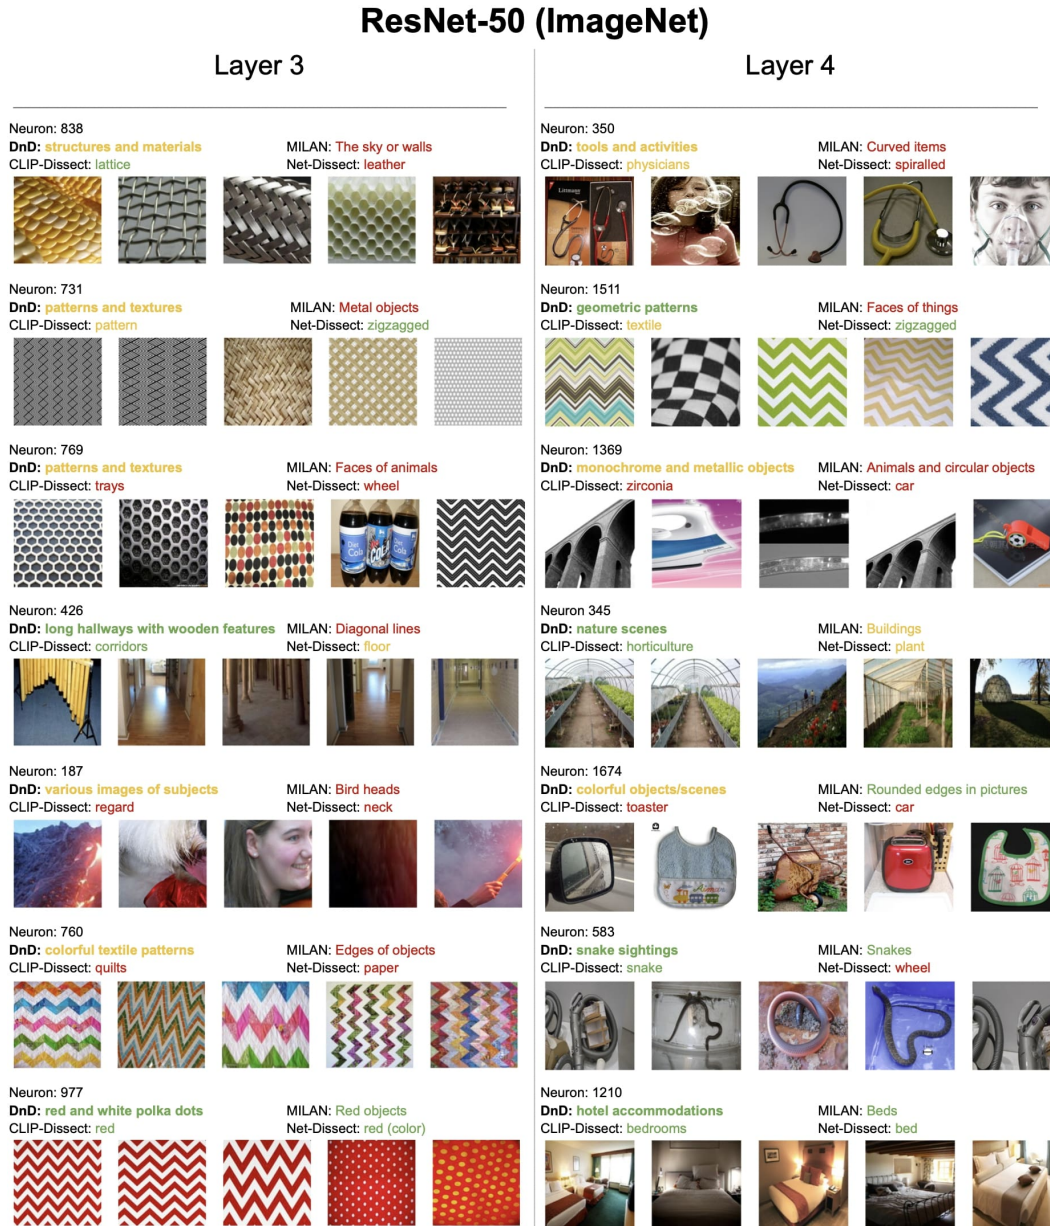 ResNet-50 (ImageNet)
Layer 3
Neuron: 838
DnD: structures and materials MILAN: The sky or walls
CLIP-Dissect: lattice Net-Dissect: leather
Neuron: 731
DnD: patterns and textures MILAN: Metal objects
CLIP-Dissect: pattern Net-Dissect: zigzagged
Neuron: 769
DnD: patterns and textures MILAN: Faces of animals
CLIP-Dissect: trays Net-Dissect: wheel
Diet Cola
COLA
Neuron: 426
DnD: long hallways with wooden features MILAN: Diagonal lines
CLIP-Dissect: corridors Net-Dissect: floor
Neuron: 187
DnD: various images of subjects MILAN: Bird heads
CLIP-Dissect: regard Net-Dissect: neck
Neuron: 760
DnD: colorful textile patterns MILAN: Edges of objects
CLIP-Dissect: quilts Net-Dissect: paper
Neuron: 977
DnD: red and white polka dots MILAN: Red objects
CLIP-Dissect: red Net-Dissect: red (color)
Layer 4
Neuron: 350
DnD: tools and activities MILAN: Curved items
CLIP-Dissect: physicians Net-Dissect: spiralled
Littmann
Neuron: 1511
DnD: geometric patterns MILAN: Faces of things
CLIP-Dissect: textile Net-Dissect: zigzagged
Neuron: 1369
DnD: monochrome and metallic objects MILAN: Animals and circular objects
CLIP-Dissect: zirconia Net-Dissect: car
Neuron 345
DnD: nature scenes MILAN: Buildings
CLIP-Dissect: horticulture Net-Dissect: plant
Neuron: 1674
DnD: colorful objects/scenes MILAN: Rounded edges in pictures
CLIP-Dissect: toaster Net-Dissect: car
Neuron: 583
DnD: snake sightings MILAN: Snakes
CLIP-Dissect: snake Net-Dissect: wheel
Neuron: 1210
DnD: hotel accommodations MILAN: Beds
CLIP-Dissect: bedrooms Net-Dissect: bed